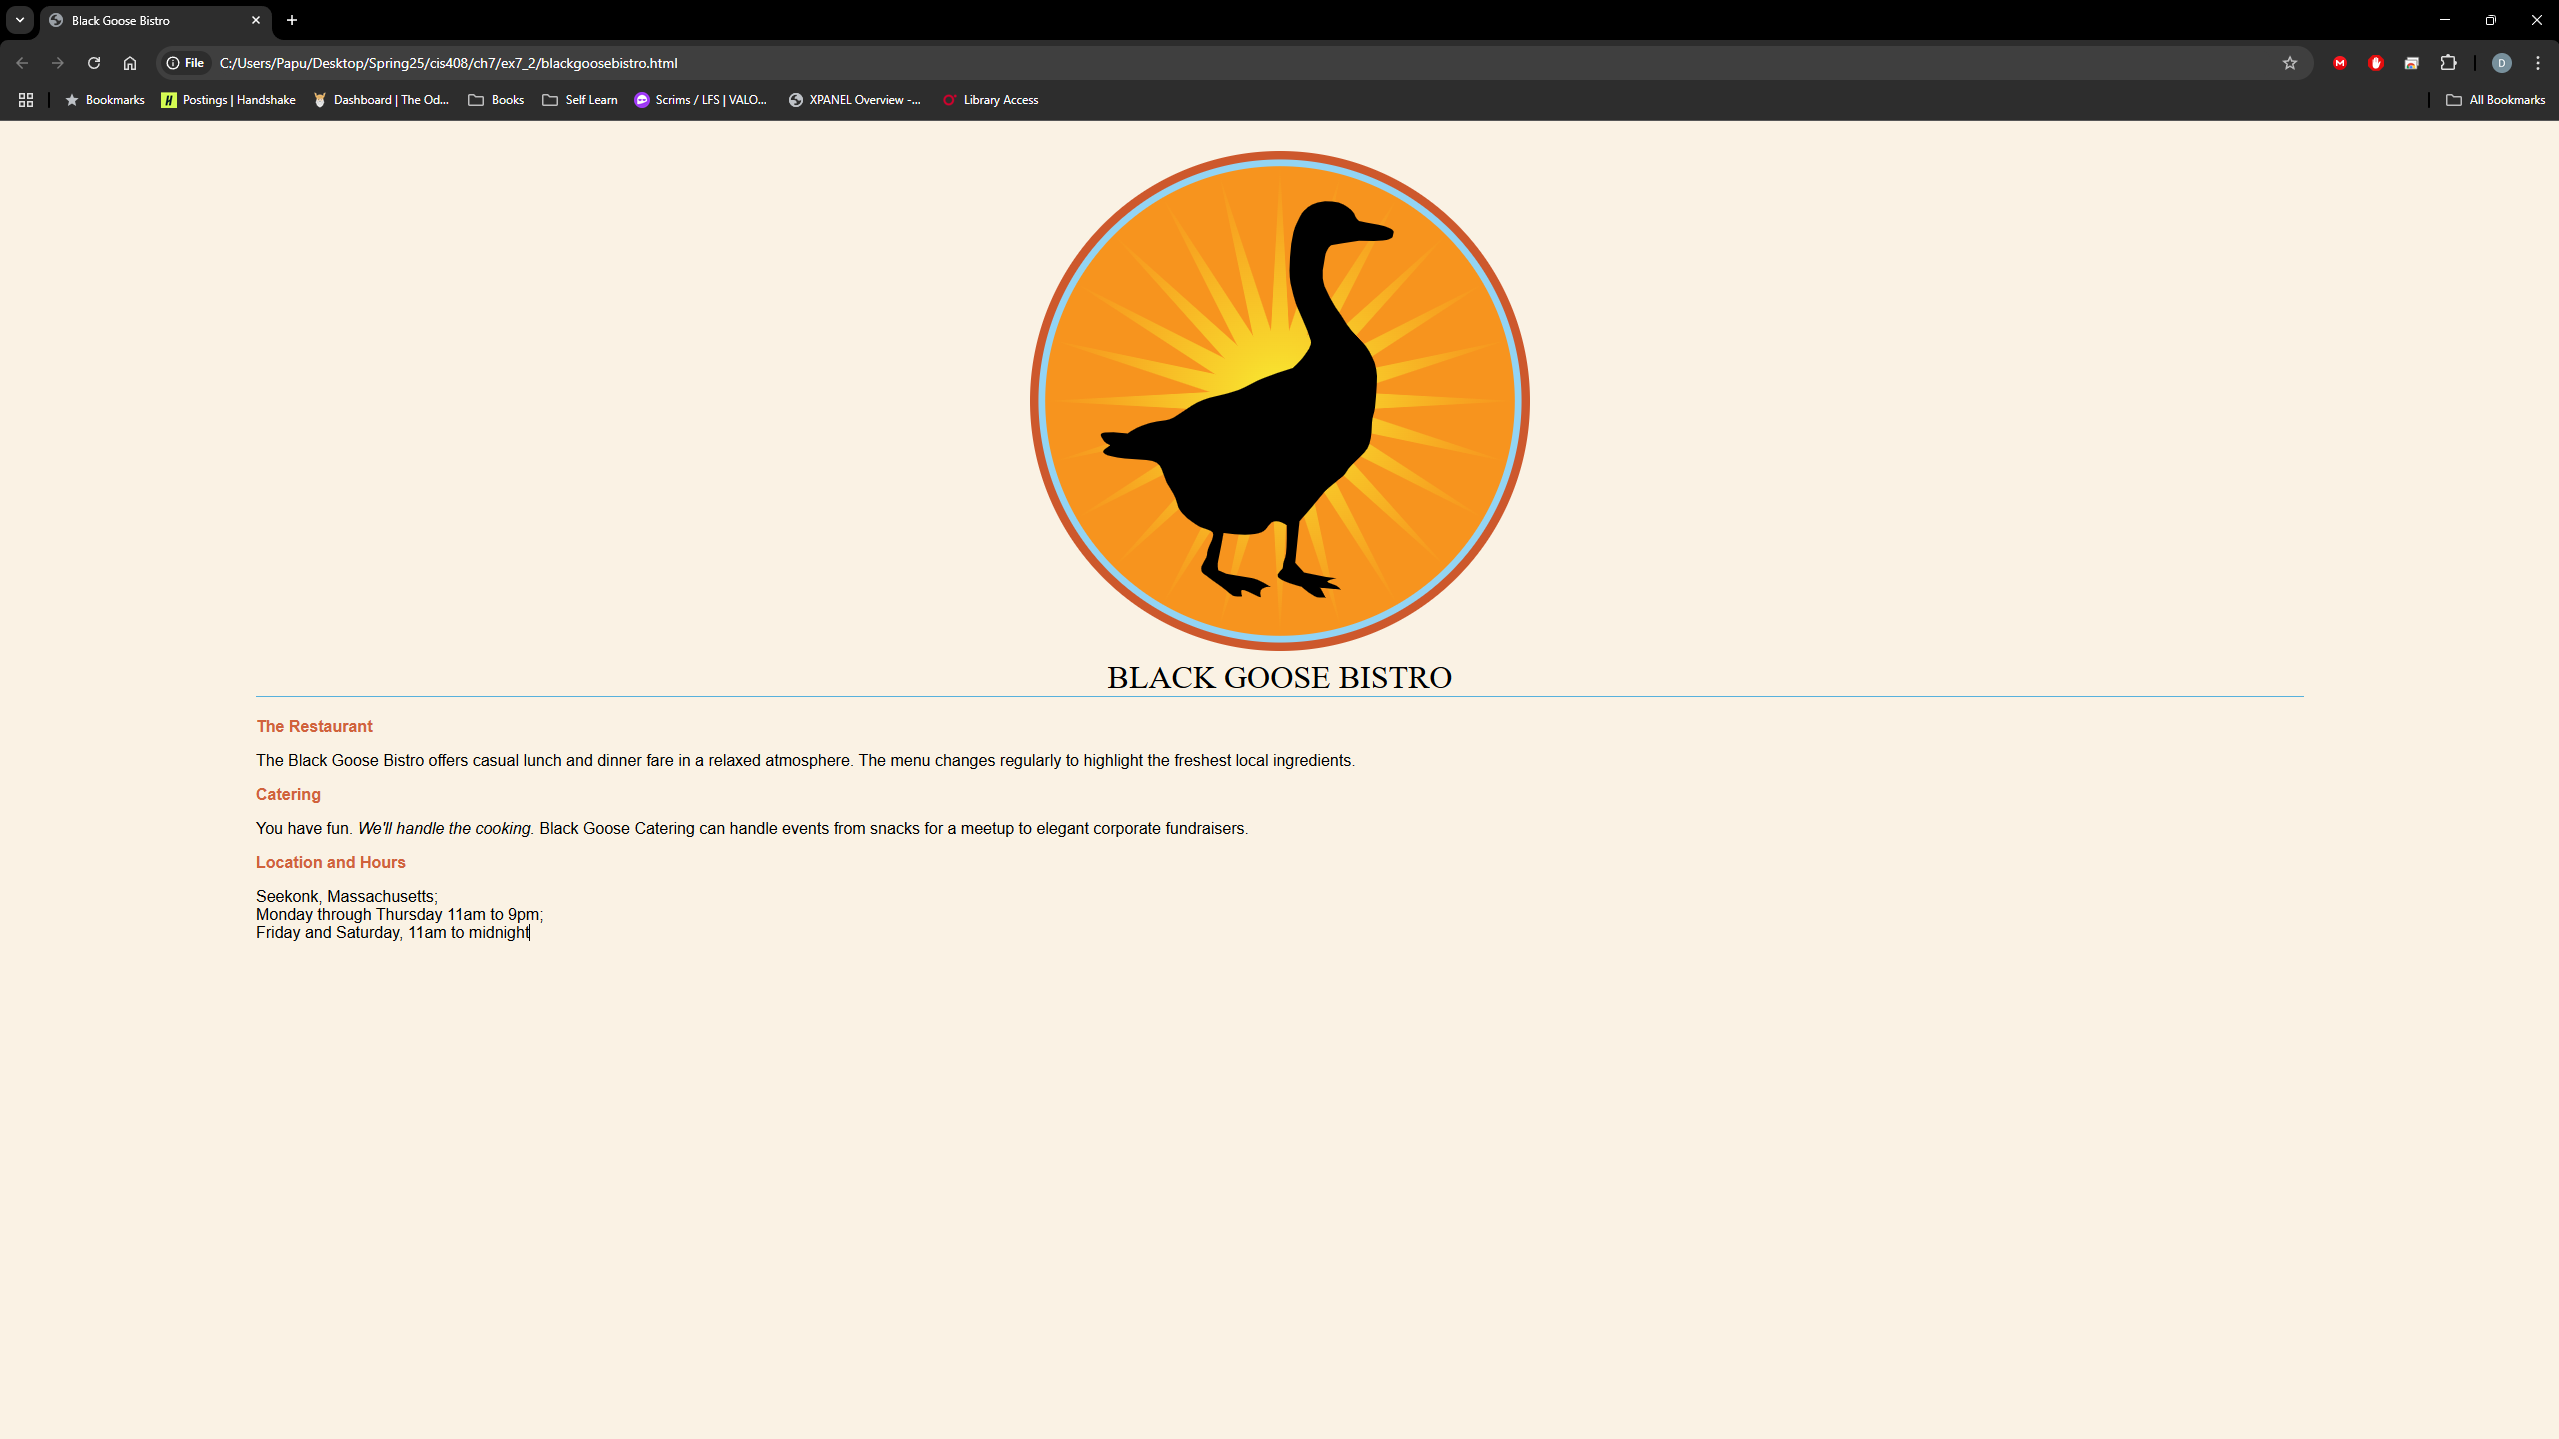 Black Goose Bistro
File
C:/Users/Papu/Desktop/Spring25/cis408/ch7/ex7_2/blackgoosebistro.html
D
Bookmarks
Postings | Handshake
Dashboard | The Od...
Books
Self Learn
Scrims / LFS | VALO...
XPANEL Overview -...
Library Access
All Bookmarks
BLACK GOOSE BISTRO
The Restaurant
The Black Goose Bistro offers casual lunch and dinner fare in a relaxed atmosphere. The menu changes regularly to highlight the freshest local ingredients.
Catering
You have fun. We'll handle the cooking. Black Goose Catering can handle events from snacks for a meetup to elegant corporate fundraisers.
Location and Hours
Seekonk, Massachusetts;
Monday through Thursday 11am to 9pm;
Friday and Saturday, 11am to midnight